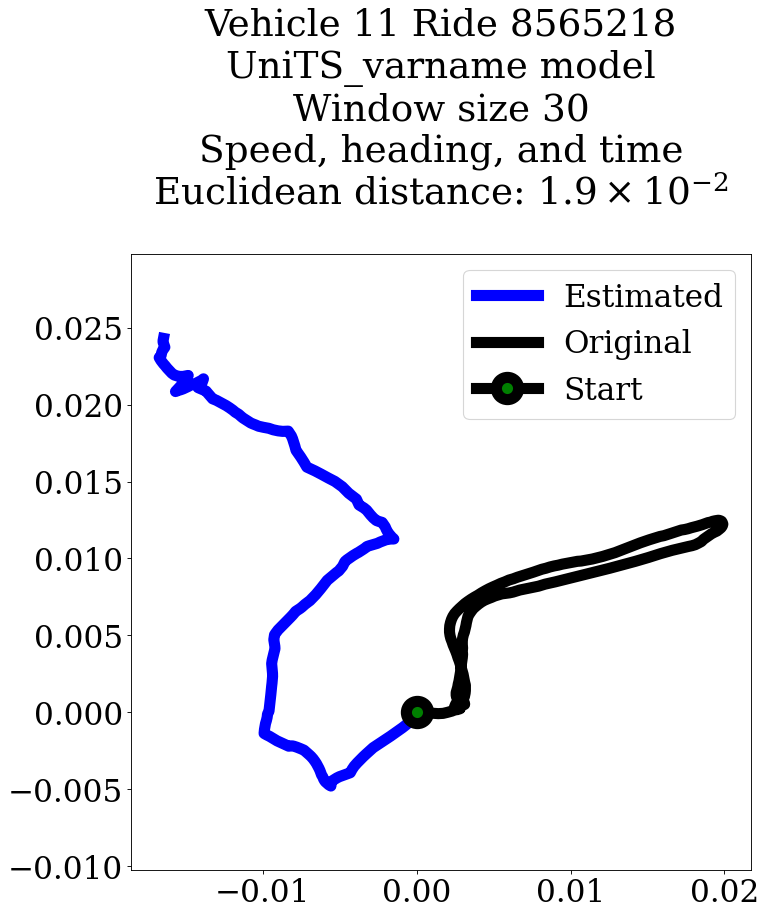 Vehicle 11 Ride 8565218
UniTS_varname model
Window size 30
Speed, heading, and time
Euclidean distance: 1.9 × 10⁻²
Estimated
Original
Start
0.025
0.020
0.015
0.010
0.005
0.000
−0.005
−0.010
−0.01 0.00 0.01 0.02